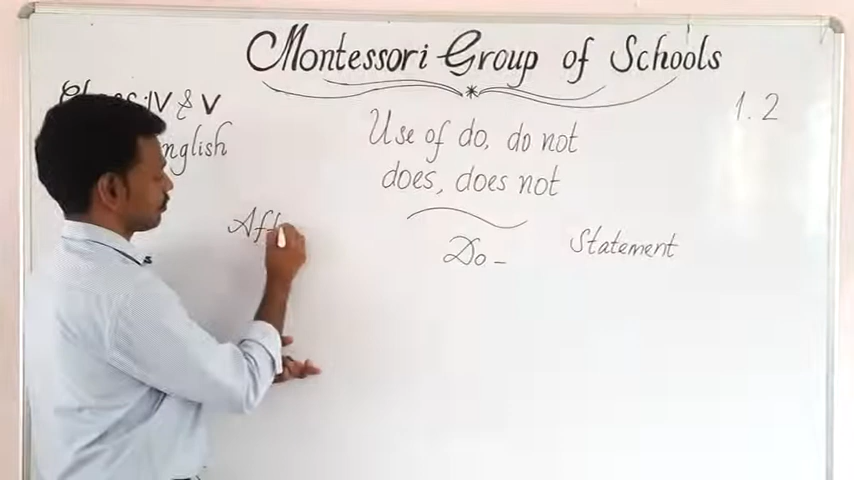 Montessori Group of Schools
IV & V
1.2
Use of do, do not
does, does not
Do - Statement